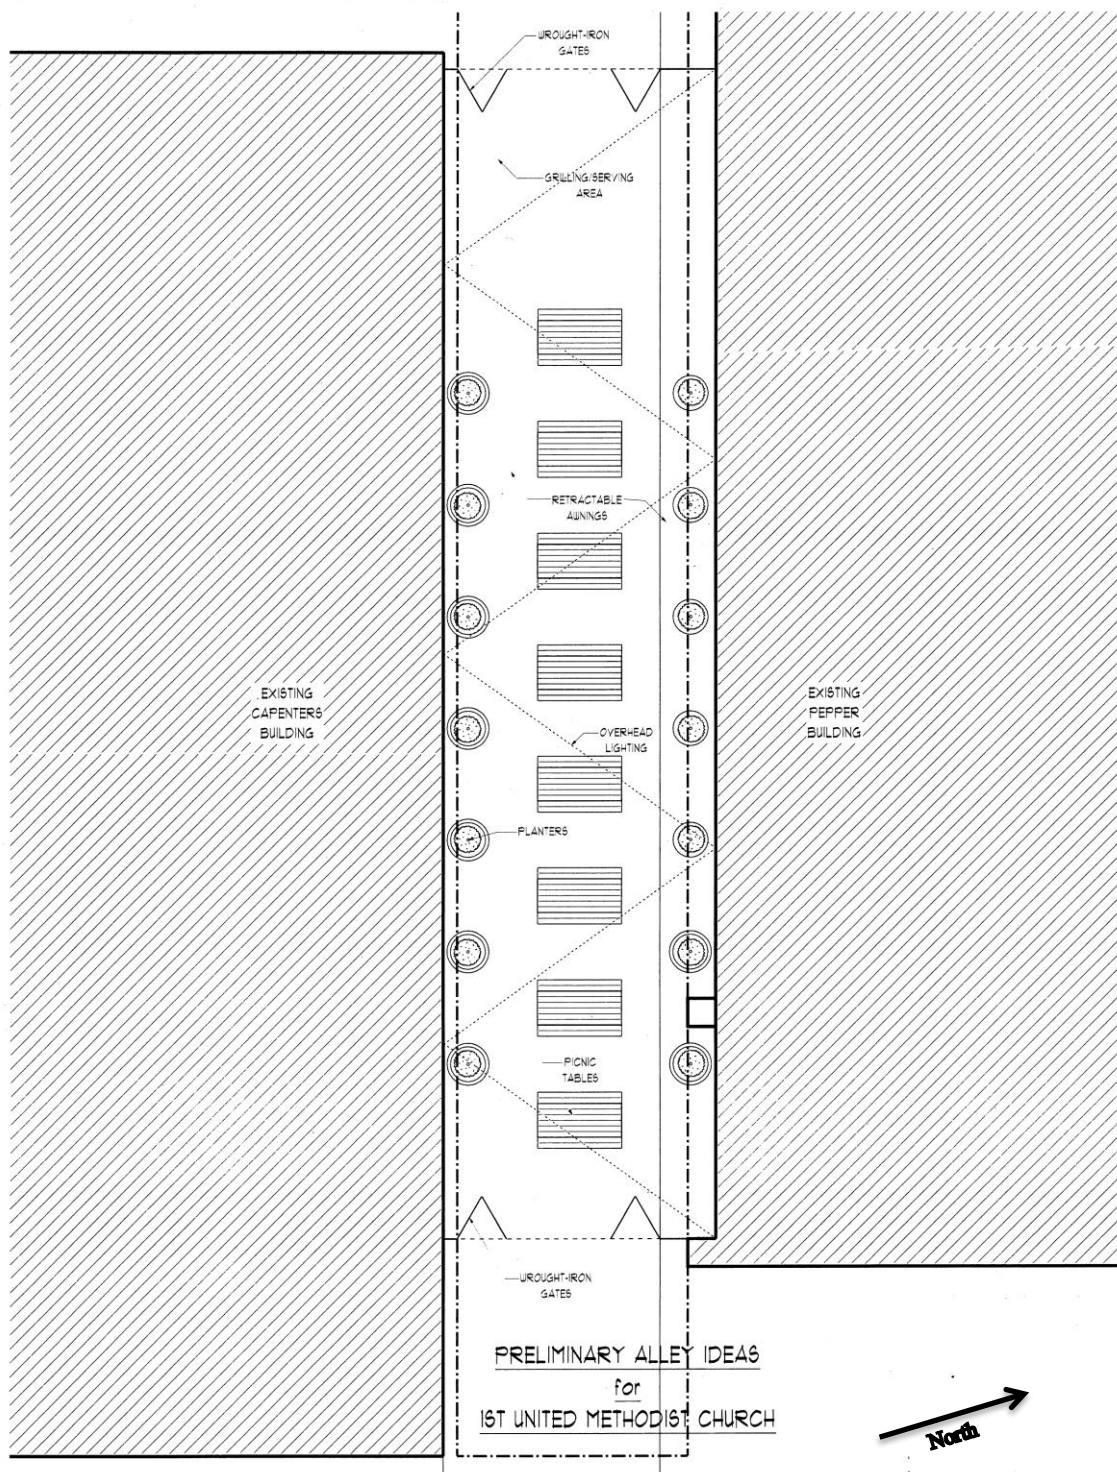 WROUGHT-IRON
GATES
GRILLING/SERVING
AREA
RETRACTABLE
AWNINGS
EXISTING
CAPENTERS
BUILDING
EXISTING
PEPPER
BUILDING
OVERHEAD
LIGHTING
PLANTERS
PICNIC
TABLES
WROUGHT-IRON
GATES
PRELIMINARY ALLEY IDEAS
for
1ST UNITED METHODIST CHURCH
North